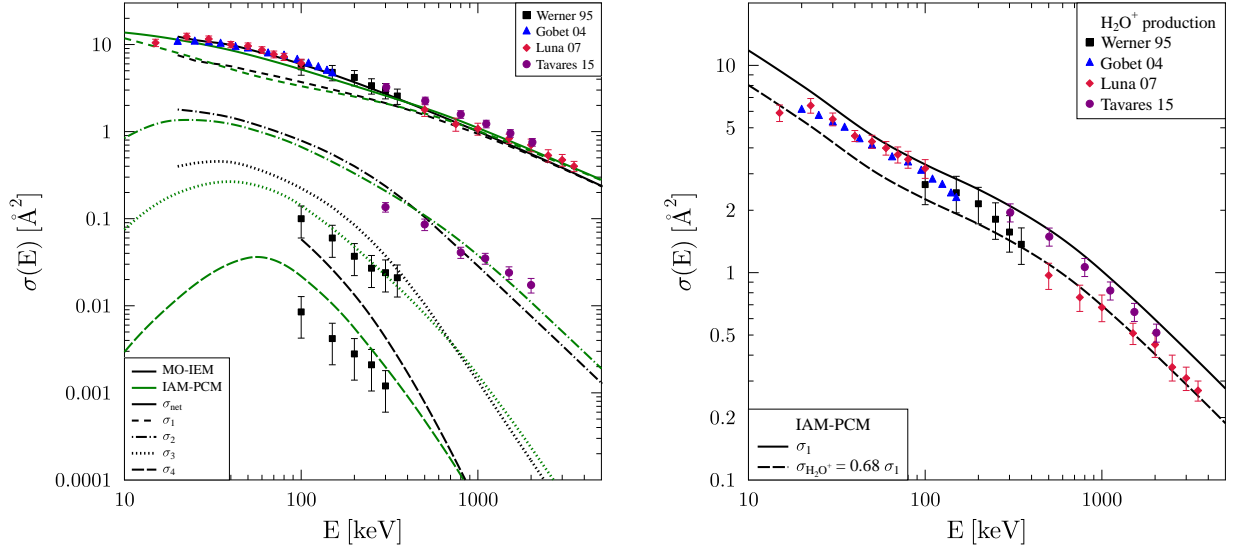 Werner 95
Gobet 04
Luna 07
Tavares 15
10
1
0.1
0.01
0.001
0.0001
σ(E) [Å²]
MO-IEM
IAM-PCM
σnet
σ1
σ2
σ3
σ4
10
100
1000
E [keV]
H₂O⁺ production
Werner 95
Gobet 04
Luna 07
Tavares 15
10
5
2
1
0.5
0.2
0.1
σ(E) [Å²]
IAM-PCM
σ1
σH₂O⁺ = 0.68 σ1
10
100
1000
E [keV]